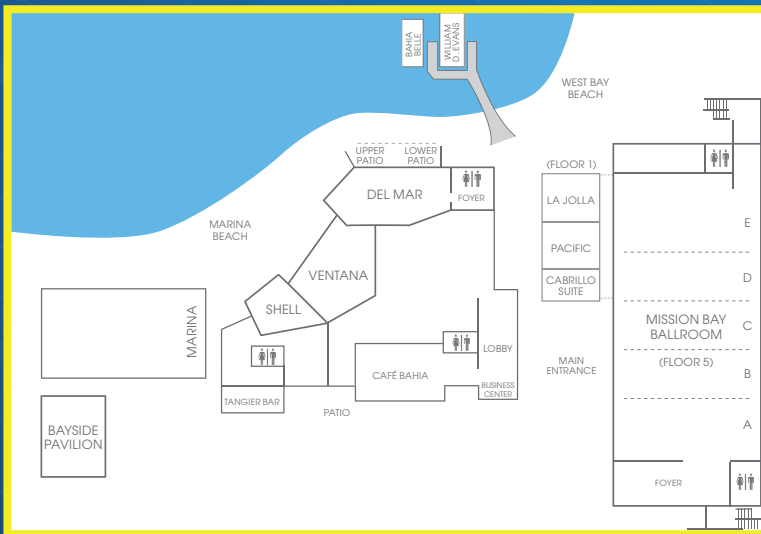 BAHIA
BELLE
WILLIAM
D. EVANS
WEST BAY
BEACH
UPPER
PATIO
LOWER
PATIO
(FLOOR 1)
DEL MAR
FOYER
LA JOLLA
MARINA
BEACH
E
PACIFIC
VENTANA
D
CABRILLO
SUITE
SHELL
MARINA
MISSION BAY
BALLROOM
C
LOBBY
(FLOOR 5)
MAIN
ENTRANCE
CAFÉ BAHIA
B
BUSINESS
CENTER
TANGIER BAR
PATIO
A
BAYSIDE
PAVILION
FOYER